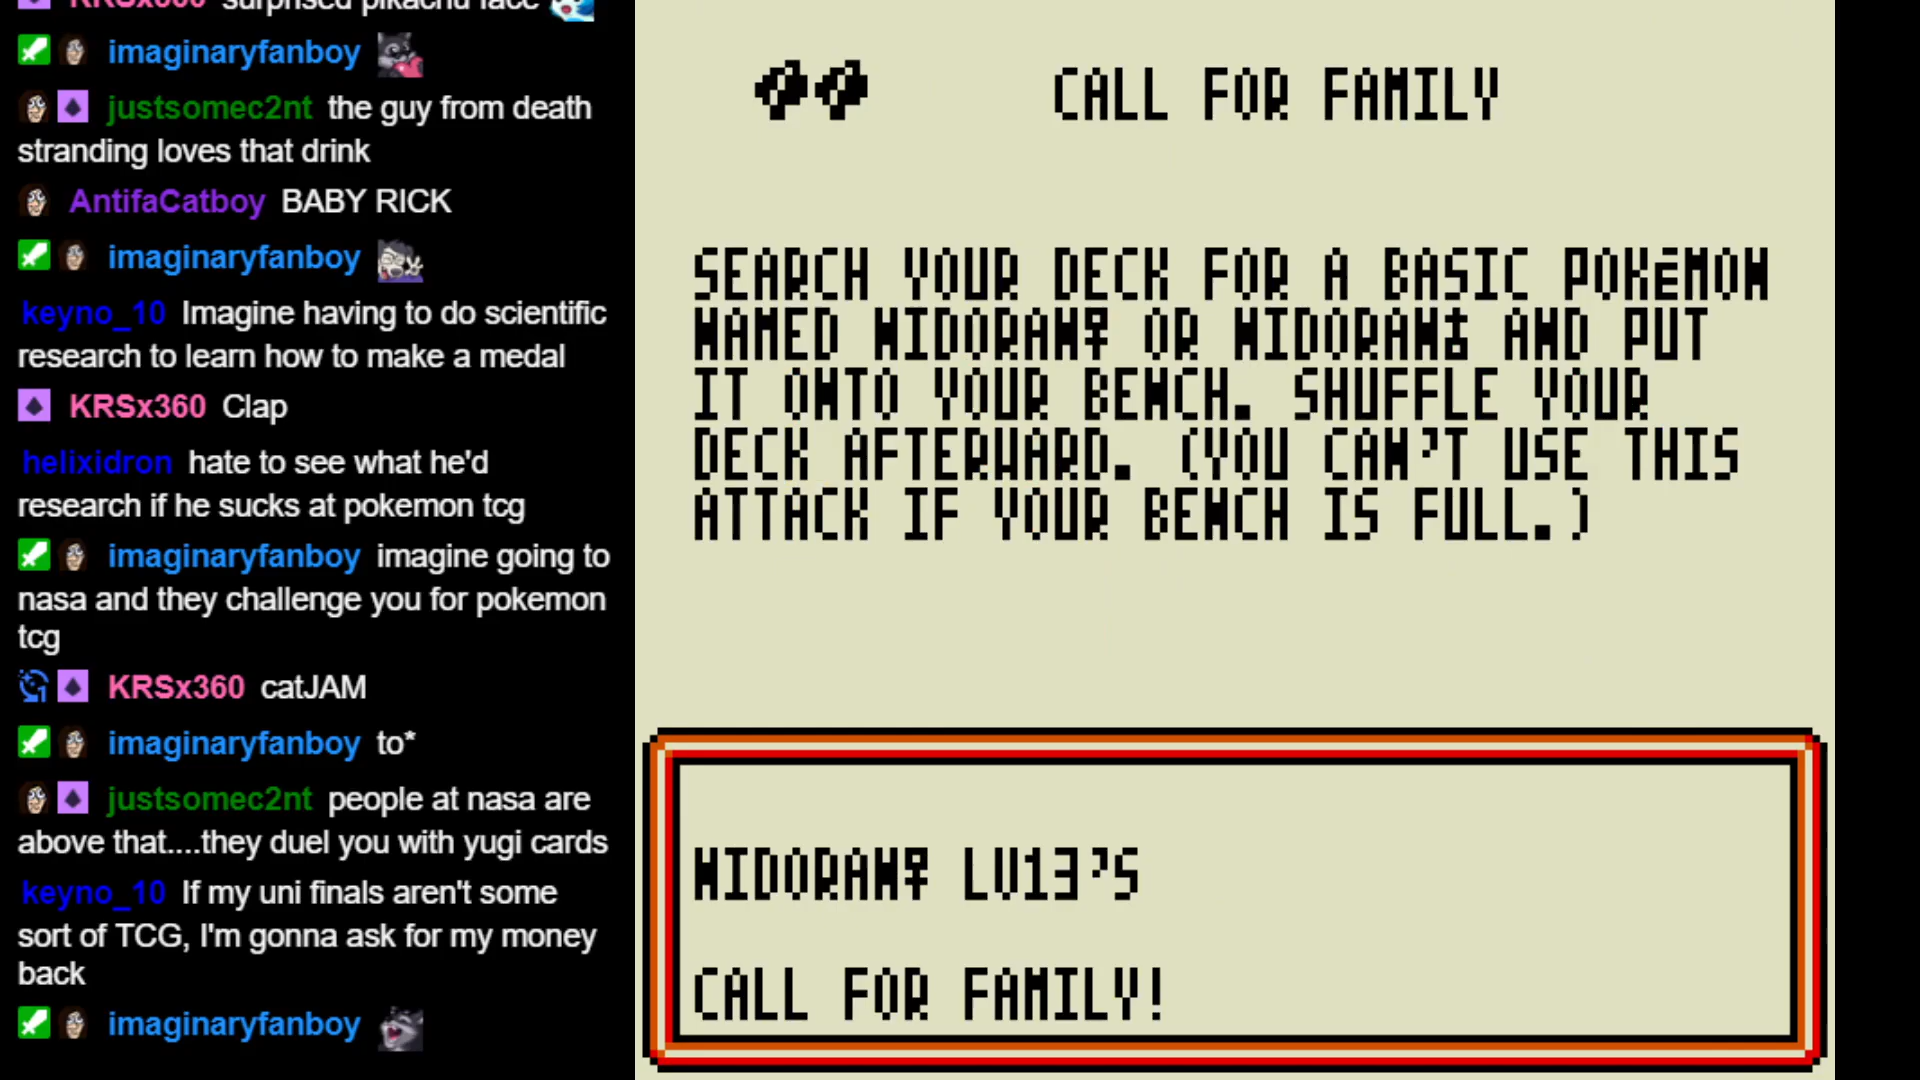 KRSx360 surprised pikachu face
imaginaryfanboy
justsomec2nt the guy from death
stranding loves that drink
AntifaCatboy BABY RICK
imaginaryfanboy
keyno_10 Imagine having to do scientific
research to learn how to make a medal
KRSx360 Clap
helixidron hate to see what he'd
research if he sucks at pokemon tcg
imaginaryfanboy imagine going to
nasa and they challenge you for pokemon
tcg
KRSx360 catJAM
imaginaryfanboy to*
justsomec2nt people at nasa are
above that....they duel you with yugi cards
keyno_10 If my uni finals aren't some
sort of TCG, I'm gonna ask for my money
back
imaginaryfanboy
CALL FOR FAMILY
SEARCH YOUR DECK FOR A BASIC POKéMON
NAMED NIDORAN♀ OR NIDORAN♂ AND PUT
IT ONTO YOUR BENCH. SHUFFLE YOUR
DECK AFTERWARD. (YOU CAN'T USE THIS
ATTACK IF YOUR BENCH IS FULL.)
NIDORAN♀ LV13'S
CALL FOR FAMILY!